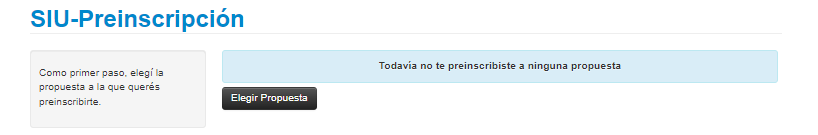 SIU-Preinscripción
Como primer paso, elegí la
propuesta a la que querés
preinscribirte.
Todavia no te preinscribiste a ninguna propuesta
Elegir Propuesta